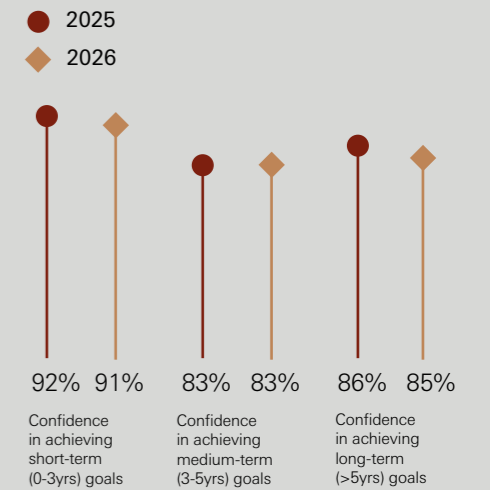 2025
2026
92% 91% 83% 83% 86% 85%
Confidence
in achieving
short-term
(0-3yrs) goals
Confidence
in achieving
medium-term
(3-5yrs) goals
Confidence
in achieving
long-term
(>5yrs) goals